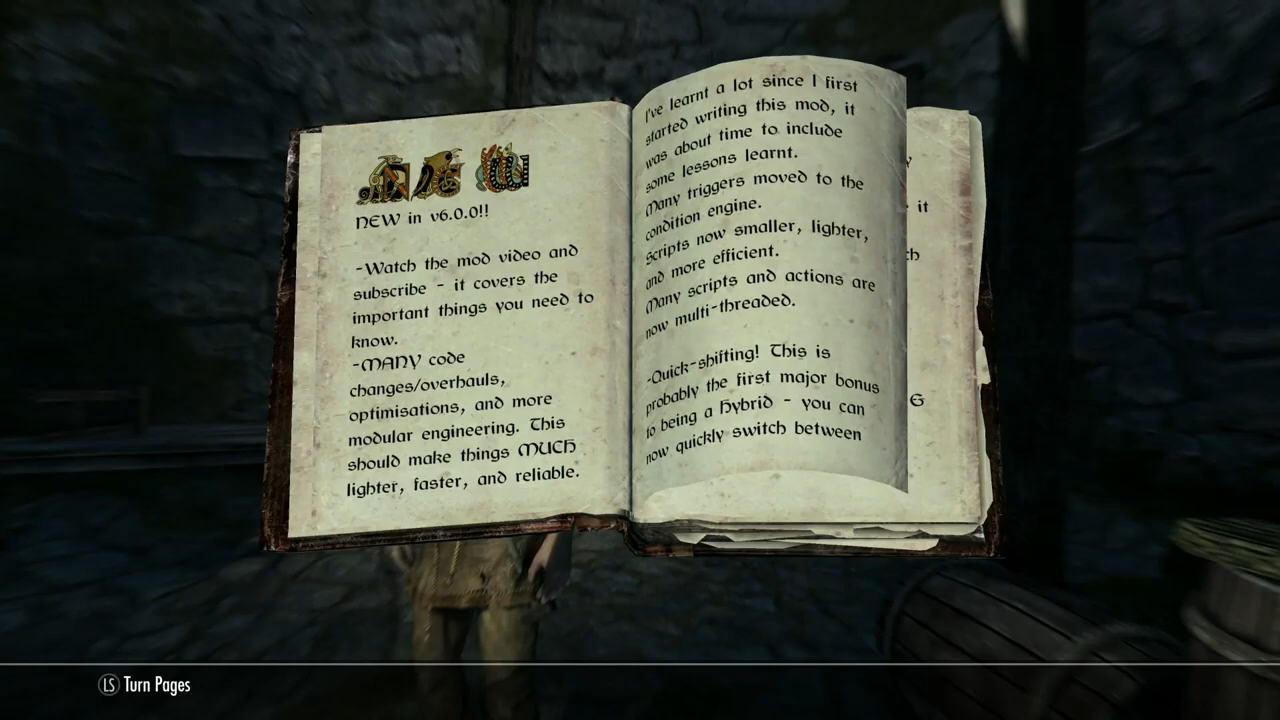 NEW in v6.0.0!!
-Watch the mod video and
subscribe - it covers the
important things you need to
know.
-MANY code
changes/overhauls,
optimisations, and more
modular engineering. This
should make things MUCH
lighter, faster, and reliable.
I've learnt a lot since I first
started writing this mod, it
was about time to include
some lessons learnt.
Many triggers moved to the
condition engine.
Scripts now smaller, lighter,
and more efficient.
Many scripts and actions are
now multi-threaded.
-Quick-shifting! This is
probably the first major bonus
to being a Hybrid - you can
now quickly switch between
it
LS Turn Pages